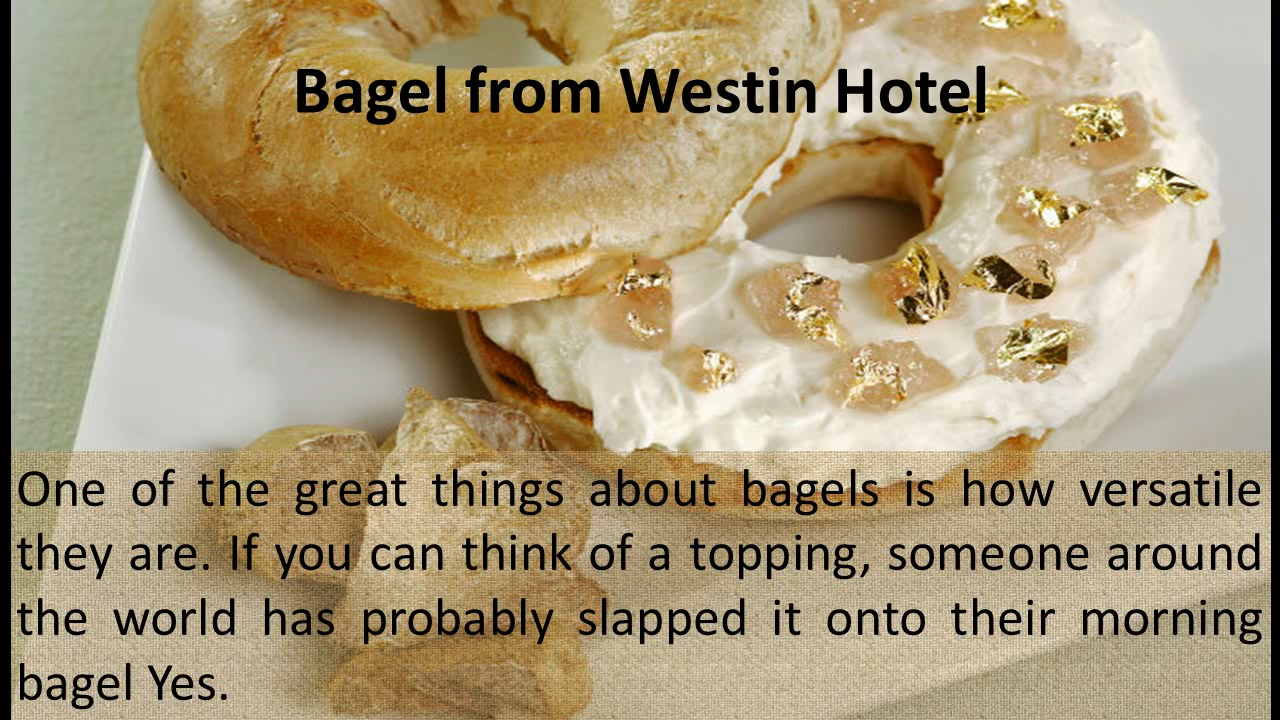 Bagel from Westin Hotel
One of the great things about bagels is how versatile
they are. If you can think of a topping, someone around
the world has probably slapped it onto their morning
bagel Yes.